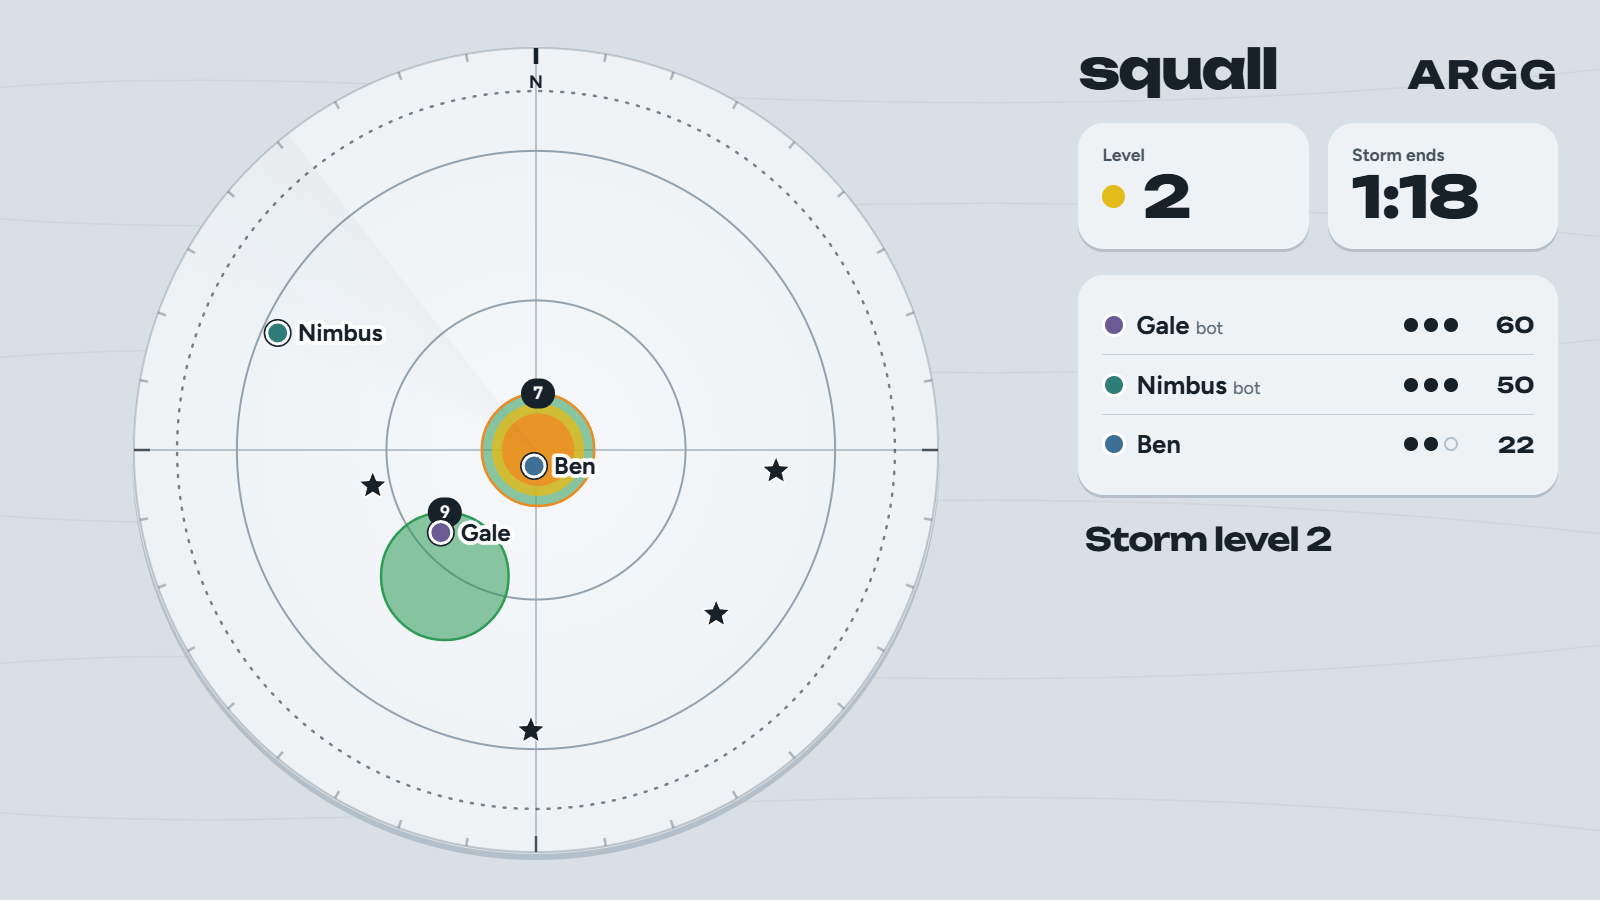 squall
ARGG
N
Level
2
Storm ends
1:18
Nimbus
7
Ben
9
Gale
Gale bot 60
Nimbus bot 50
Ben 22
Storm level 2